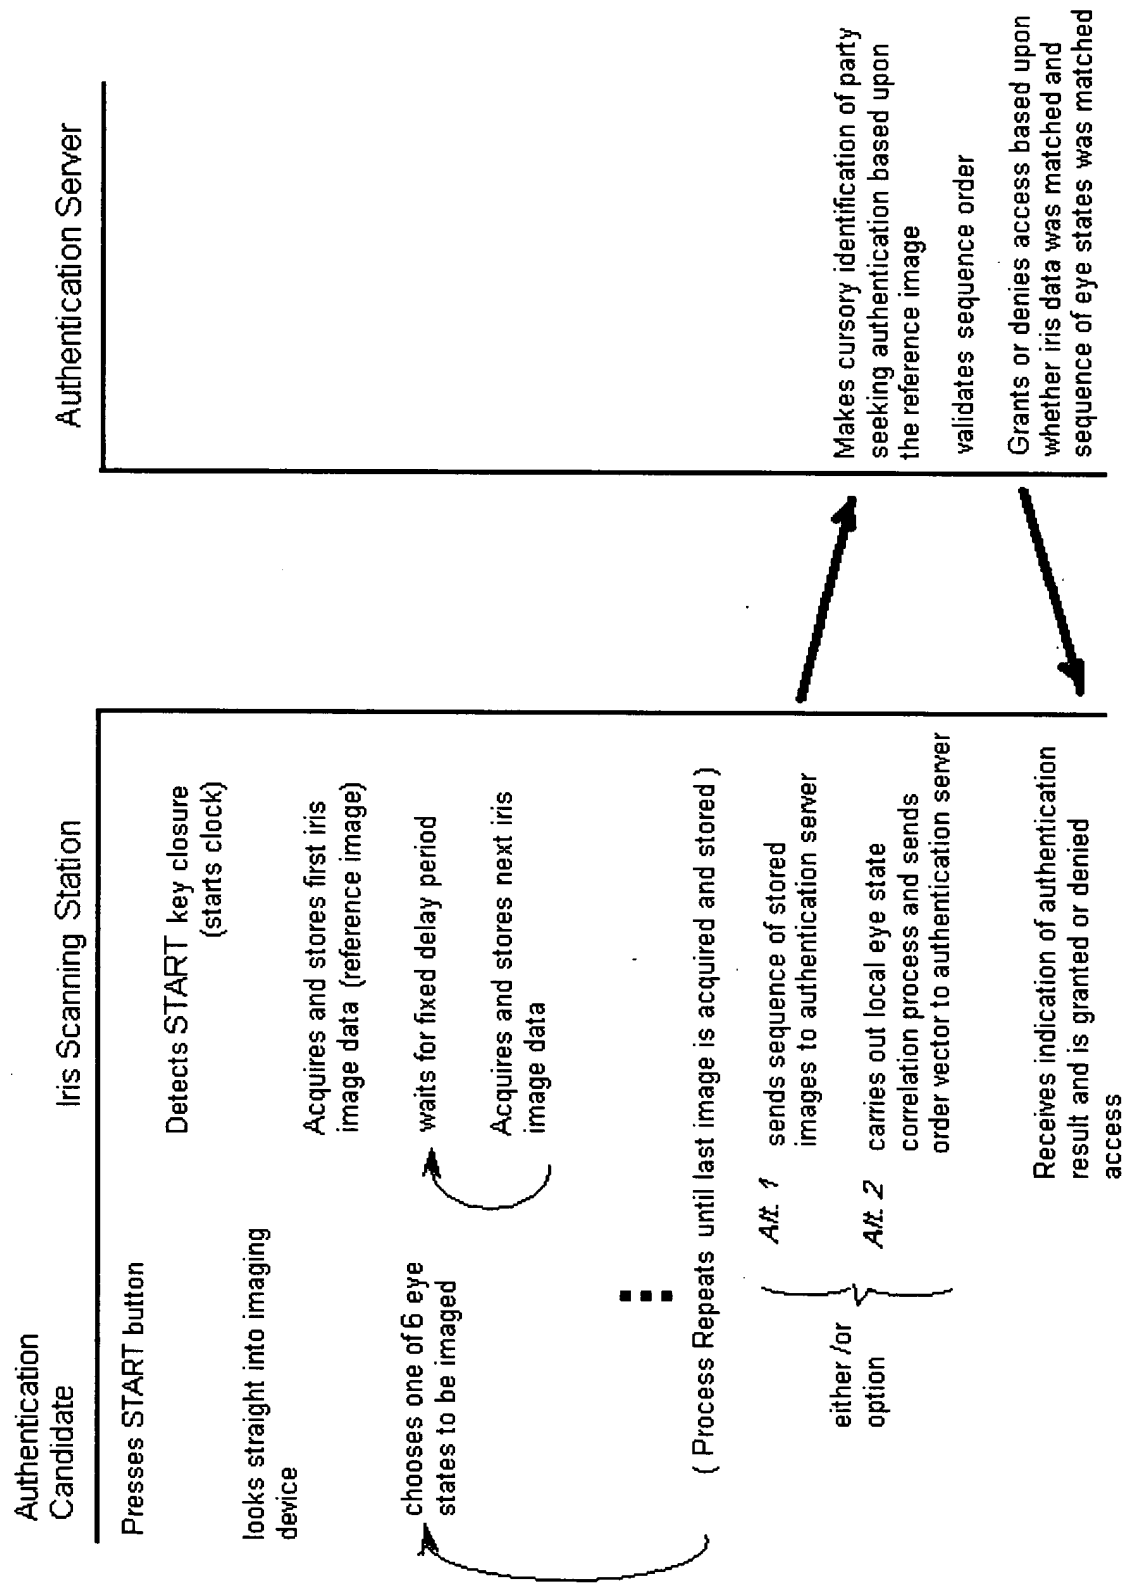 Authentication
Candidate
Iris Scanning Station
Authentication Server
Presses START button
Detects START key closure
(starts clock)
looks straight into imaging
device
Acquires and stores first iris
image data (reference image)
chooses one of 6 eye
states to be imaged
waits for fixed delay period
Acquires and stores next iris
image data
( Process Repeats until last image is acquired and stored )
either /or
option
Alt. 1
sends sequence of stored
images to authentication server
Alt. 2
carries out local eye state
correlation process and sends
order vector to authentication server
Makes cursory identification of party
seeking authentication based upon
the reference image
validates sequence order
Grants or denies access based upon
whether iris data was matched and
sequence of eye states was matched
Receives indication of authentication
result and is granted or denied
access